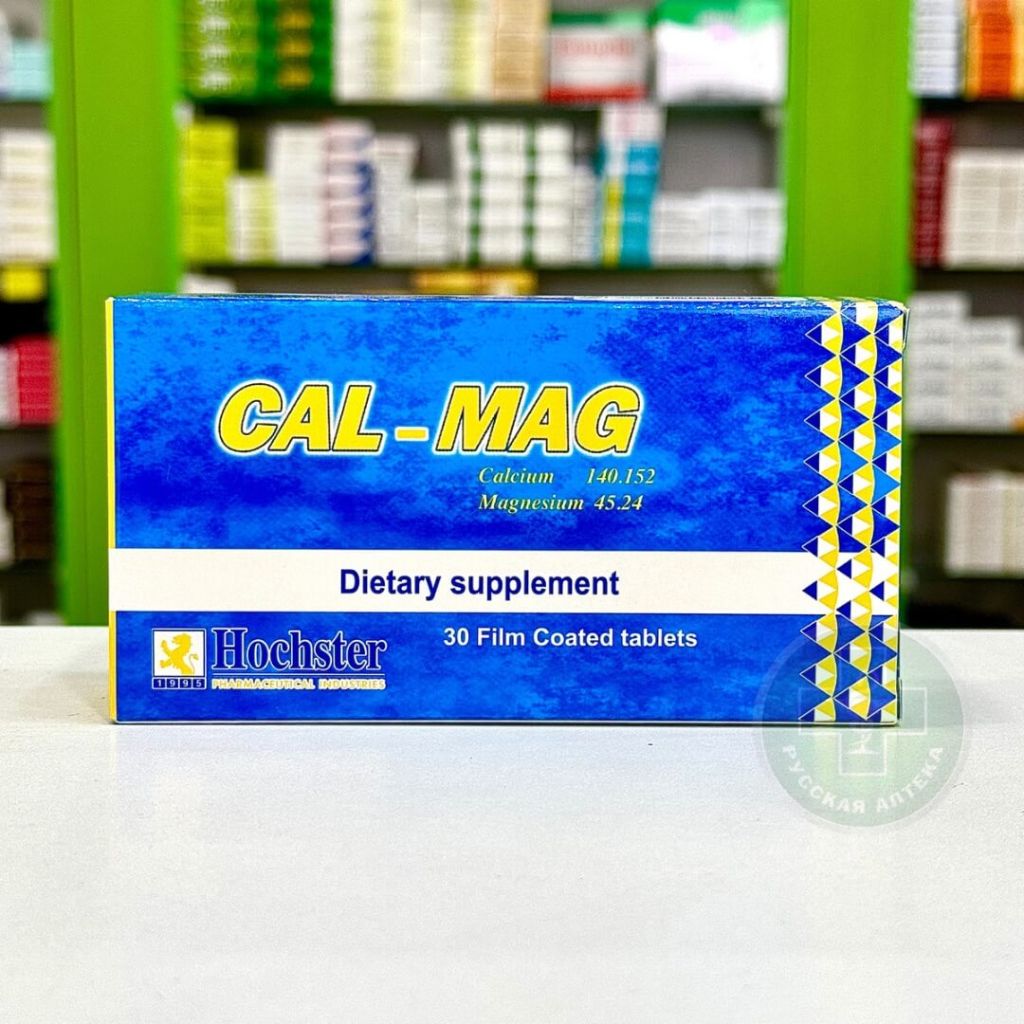 CAL-MAG
Calcium 140.152
Magnesium 45.24
Dietary supplement
30 Film Coated tablets
Hochster
1995
PHARMACEUTICAL INDUSTRIES
РУССКАЯ АПТЕКА